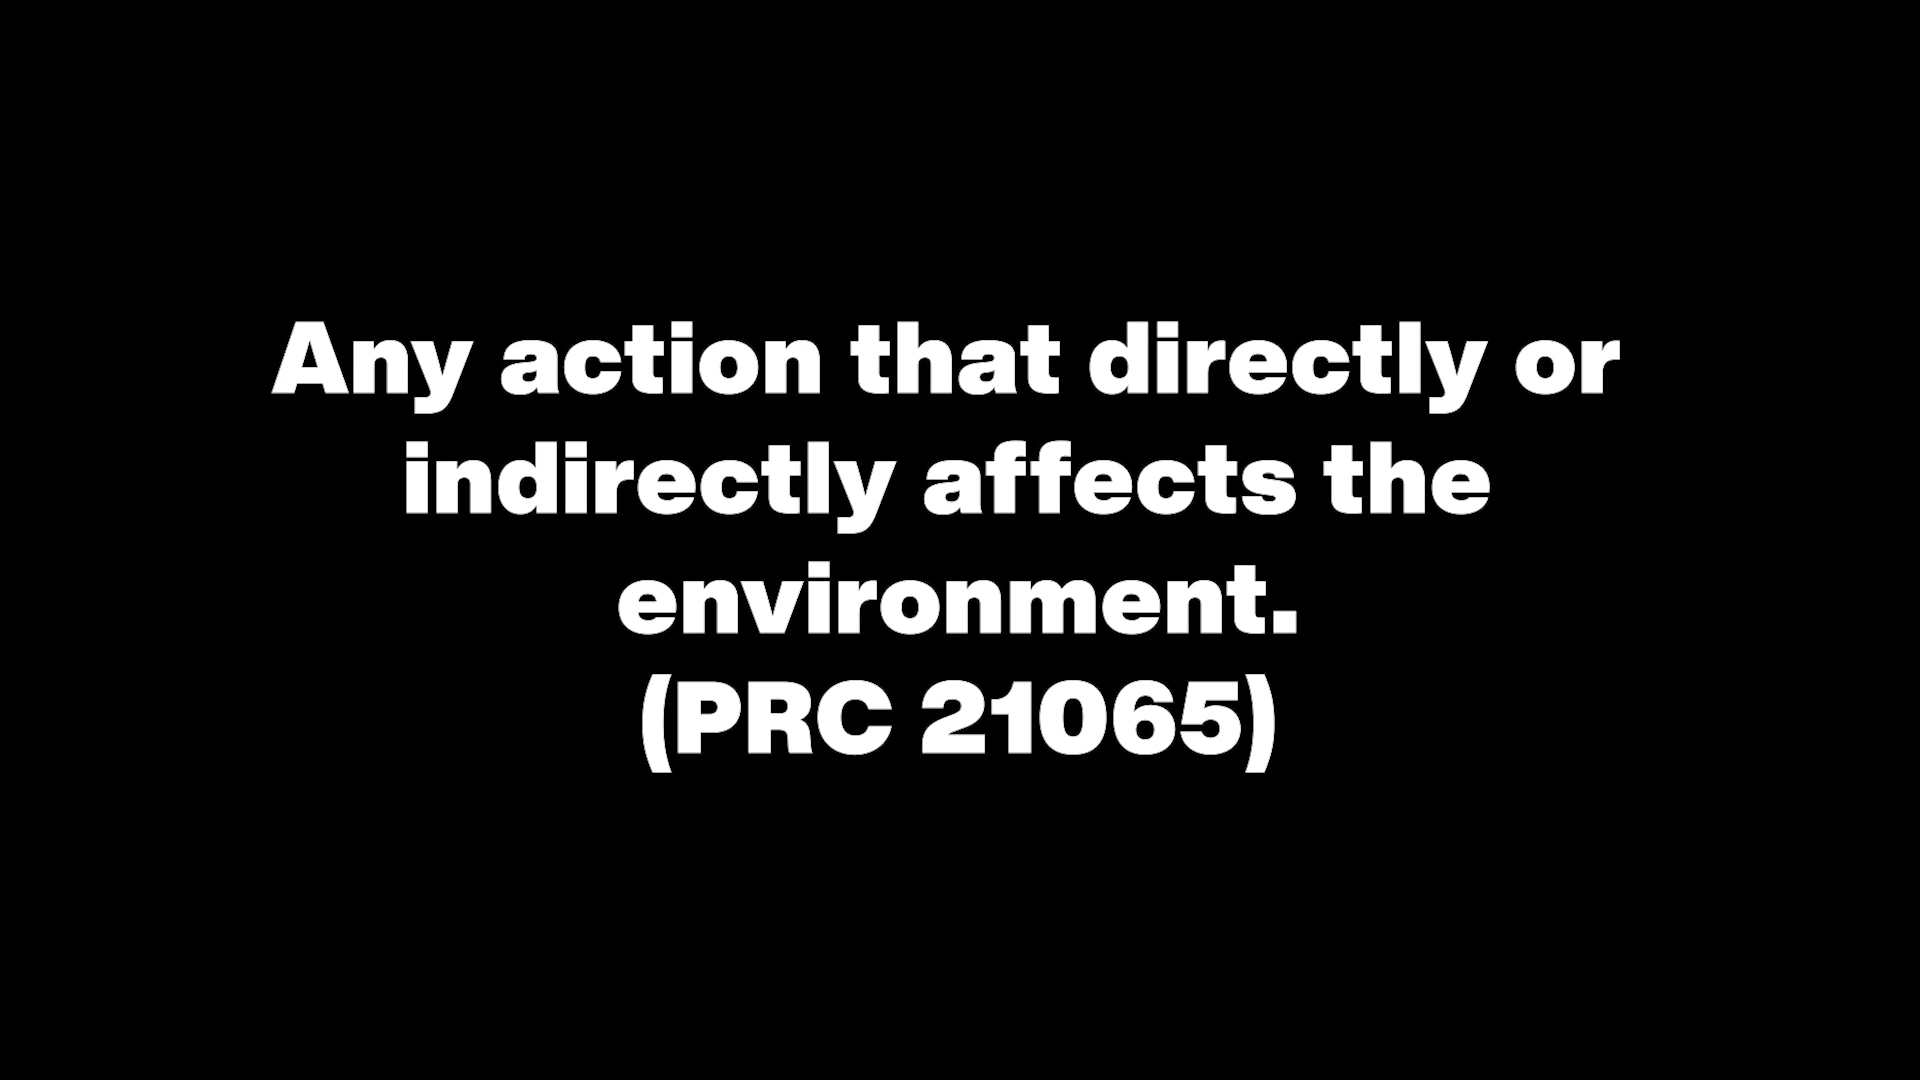 Any action that directly or
indirectly affects the
environment.
(PRC 21065)